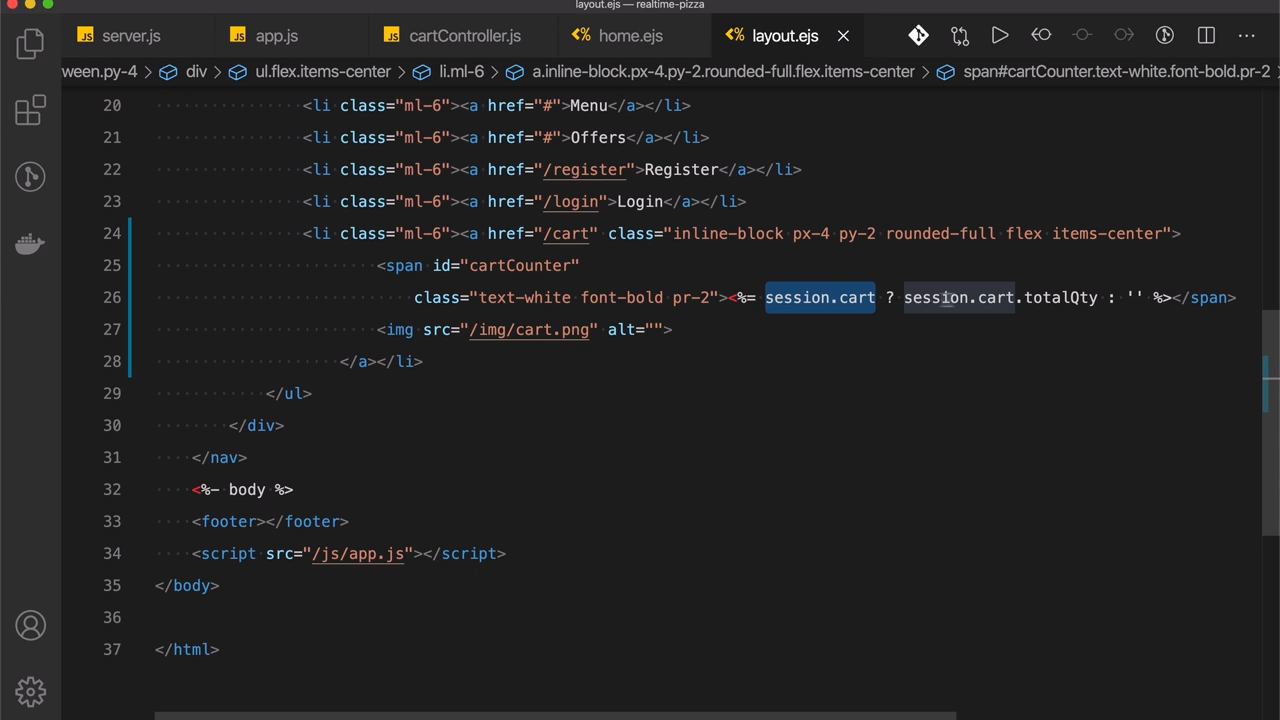 layout.ejs — realtime-pizza
JS server.js JS app.js JS cartController.js <% home.ejs <% layout.ejs
ween.py-4 > div > ul.flex.items-center > li.ml-6 > a.inline-block.px-4.py-2.rounded-full.flex.items-center > span#cartCounter.text-white.font-bold.pr-2
20 <li class="ml-6"><a href="#">Menu</a></li>
21 <li class="ml-6"><a href="#">Offers</a></li>
22 <li class="ml-6"><a href="/register">Register</a></li>
23 <li class="ml-6"><a href="/login">Login</a></li>
24 <li class="ml-6"><a href="/cart" class="inline-block px-4 py-2 rounded-full flex items-center">
25 <span id="cartCounter"
26 class="text-white font-bold pr-2"><%= session.cart ? session.cart.totalQty : '' %></span>
27 <img src="/img/cart.png" alt="">
28 </a></li>
29 </ul>
30 </div>
31 </nav>
32 <%- body %>
33 <footer></footer>
34 <script src="/js/app.js"></script>
35 </body>
36
37 </html>